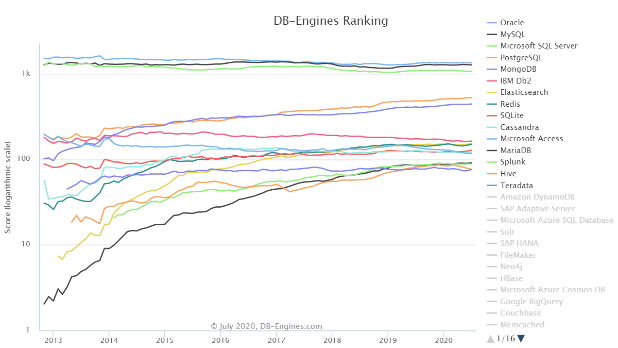 DB-Engines Ranking
Score (logarithmic scale)
1k
100
10
1
2013
2014
2015
2016
2017
2018
2019
2020
© July 2020, DB-Engines.com
Oracle
MySQL
Microsoft SQL Server
PostgreSQL
MongoDB
IBM Db2
Elasticsearch
Redis
SQLite
Cassandra
Microsoft Access
MariaDB
Splunk
Hive
Teradata
Amazon DynamoDB
SAP Adaptive Server
Microsoft Azure SQL Database
Solr
SAP HANA
FileMaker
Neo4j
HBase
Microsoft Azure Cosmos DB
Google BigQuery
Couchbase
Memcached
1/16